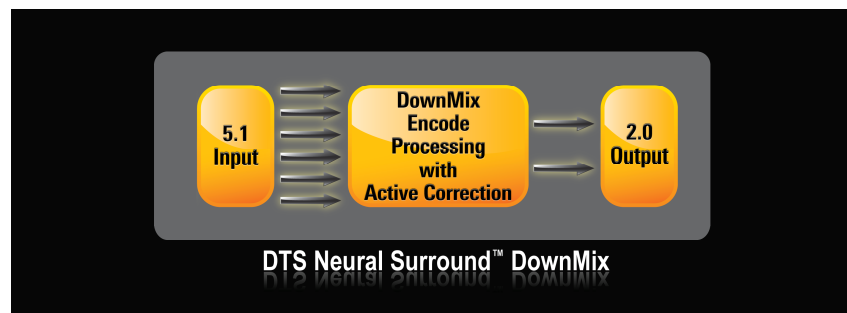 5.1
Input
DownMix
Encode
Processing
with
Active Correction
2.0
Output
DTS Neural Surround™ DownMix